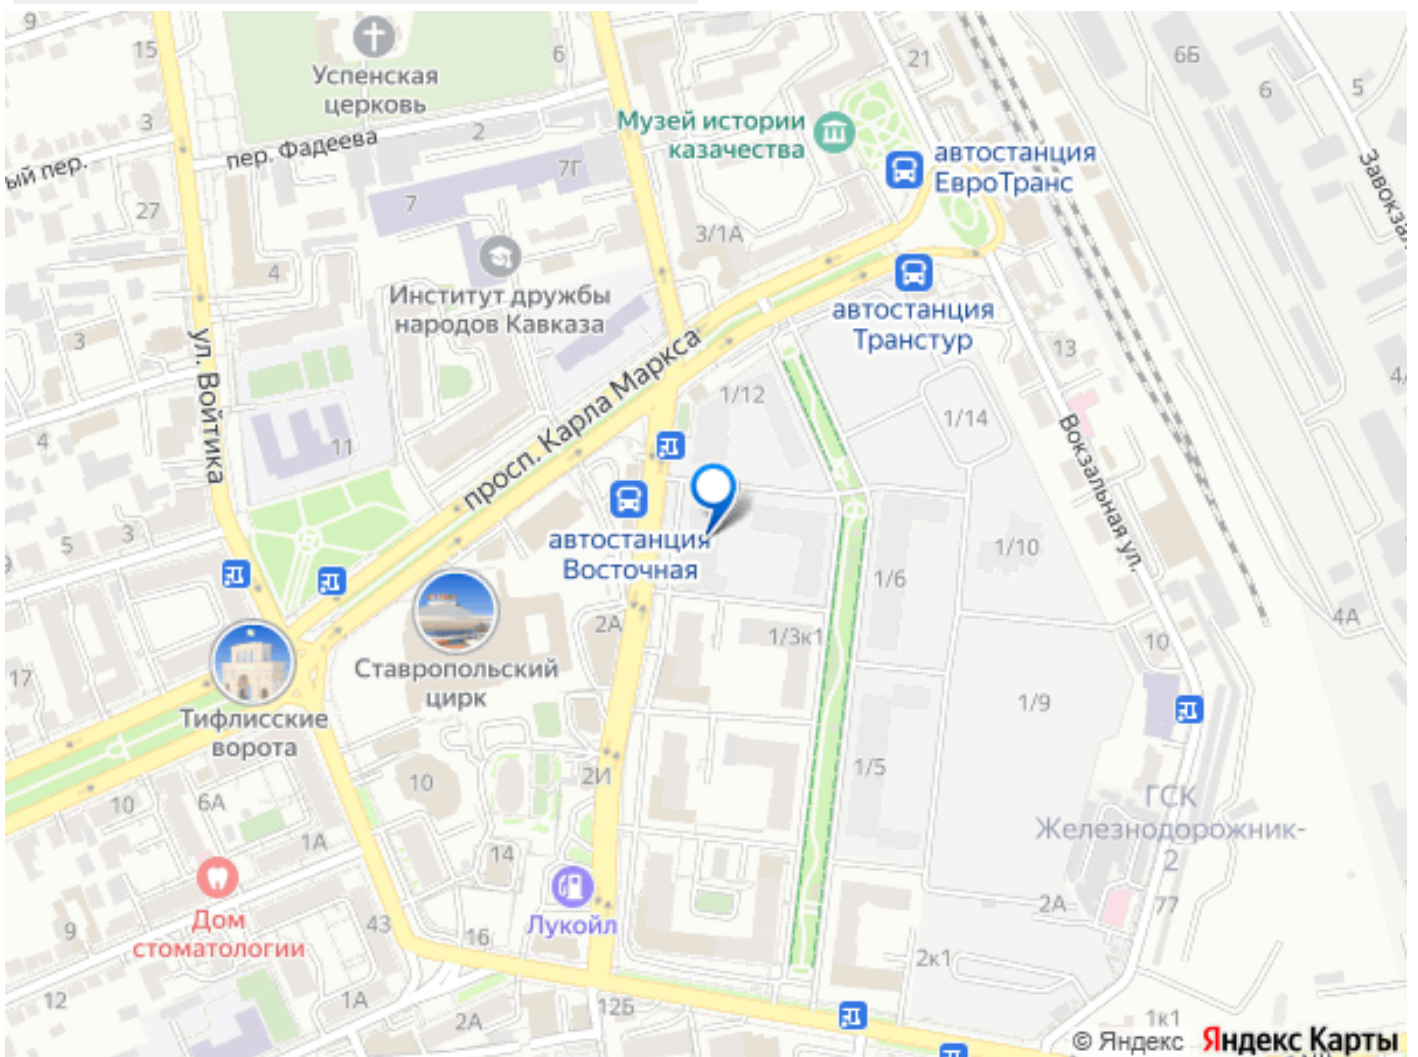 9
15
Успенская
церковь
6
21
6Б
6
5
3
пер. Фадеева
2
Музей истории
казачества
автостанция
ЕвроТранс
ый пер.
7Г
7
27
3/1А
4
Институт дружбы
народов Кавказа
автостанция
Транстур
3
ул. Войтика
просп. Карла Маркса
13
1/12
1/14
4
11
Вокзальная ул.
5
3
автостанция
Восточная
1/10
1/6
2А
1/3к1
10
4А
17
Ставропольский
цирк
1/9
Тифлисские
ворота
10
2И
1/5
10
6А
ГСК
Железнодорожник-
2
1А
14
Дом
стоматологии
Лукойл
9
43
16
2А
77
2к1
12
1А
2А
12Б
1к1
© Яндекс Яндекс Карты